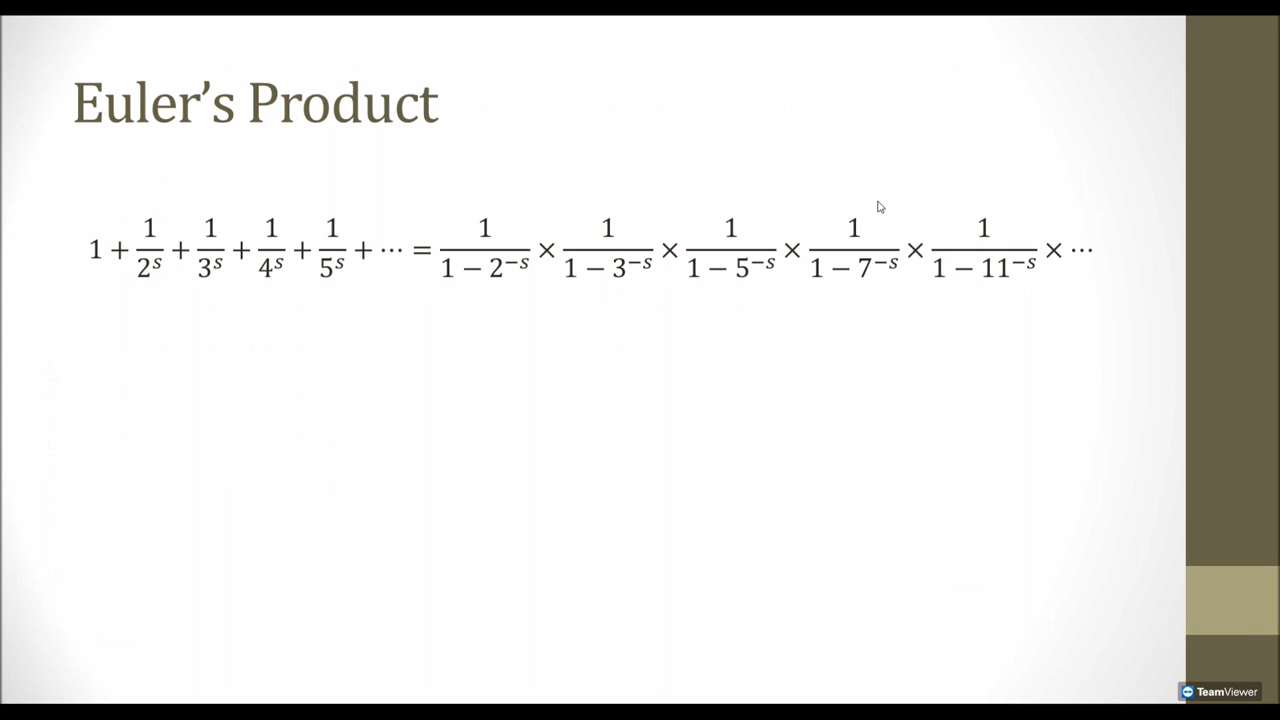 Euler's Product
1 + 1/2^s + 1/3^s + 1/4^s + 1/5^s + ⋯ = 1/(1 − 2^−s) × 1/(1 − 3^−s) × 1/(1 − 5^−s) × 1/(1 − 7^−s) × 1/(1 − 11^−s) × ⋯
TeamViewer